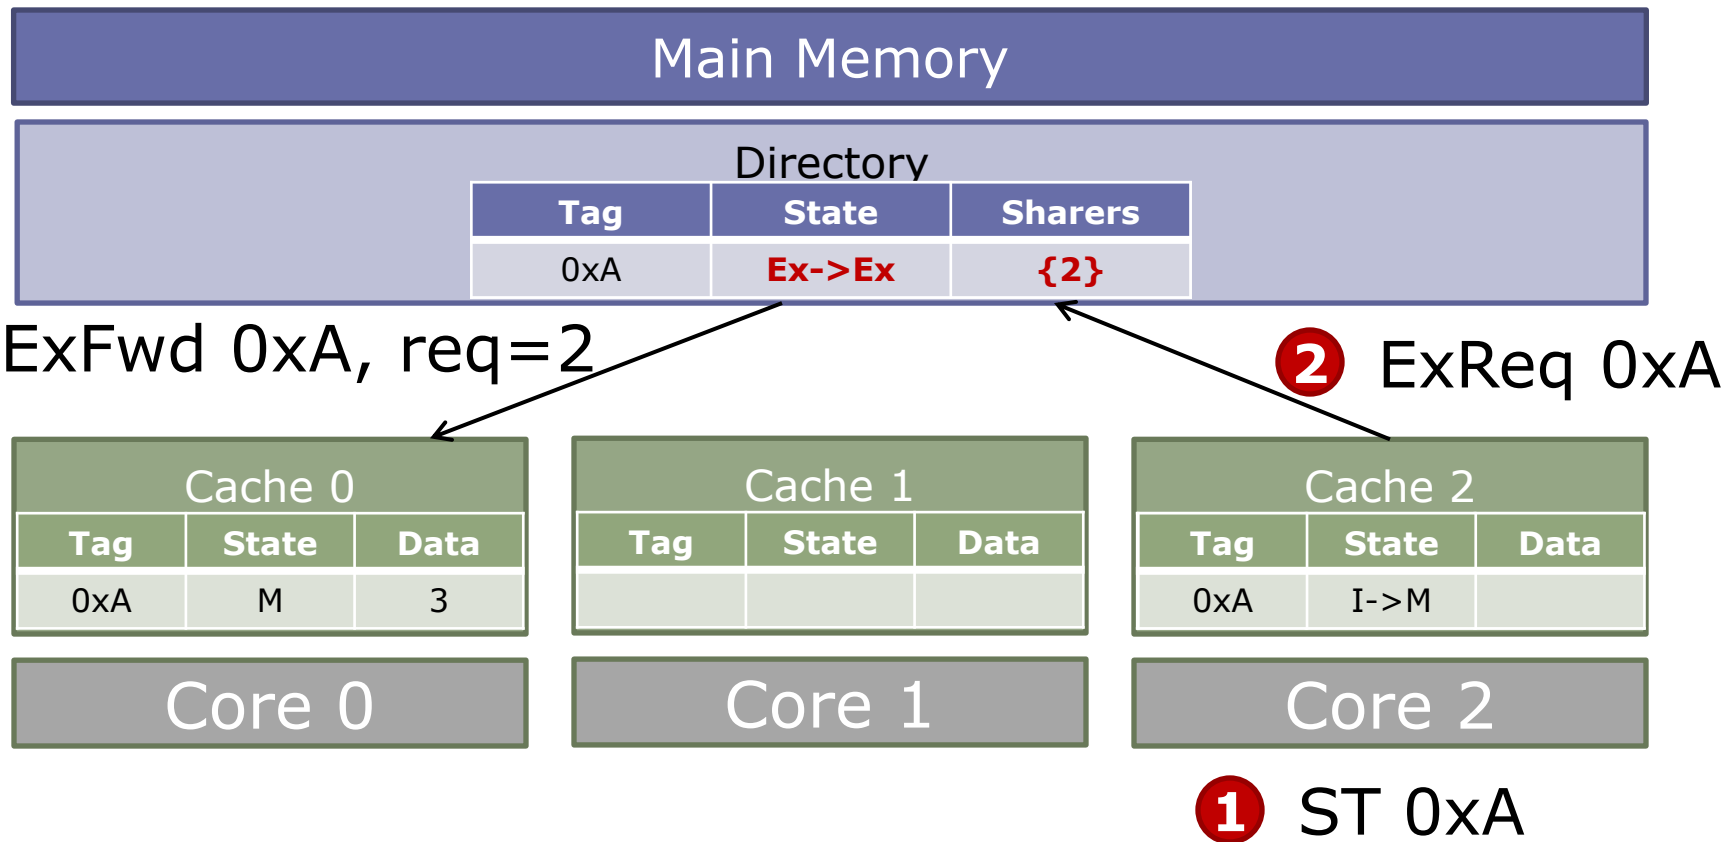 Main Memory
Directory
Tag State Sharers
0xA Ex->Ex {2}
ExFwd 0xA, req=2
2 ExReq 0xA
Cache 0
Tag State Data
0xA M 3
Core 0
Cache 1
Tag State Data
Core 1
Cache 2
Tag State Data
0xA I->M
Core 2
1 ST 0xA